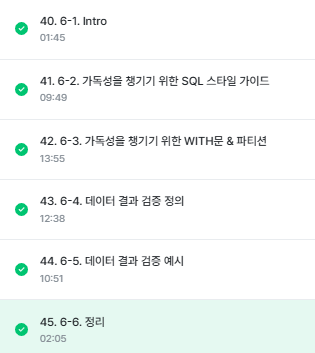 40. 6-1. Intro
01:45
41. 6-2. 가독성을 챙기기 위한 SQL 스타일 가이드
09:49
42. 6-3. 가독성을 챙기기 위한 WITH문 & 파티션
13:55
43. 6-4. 데이터 결과 검증 정의
12:38
44. 6-5. 데이터 결과 검증 예시
10:51
45. 6-6. 정리
02:05